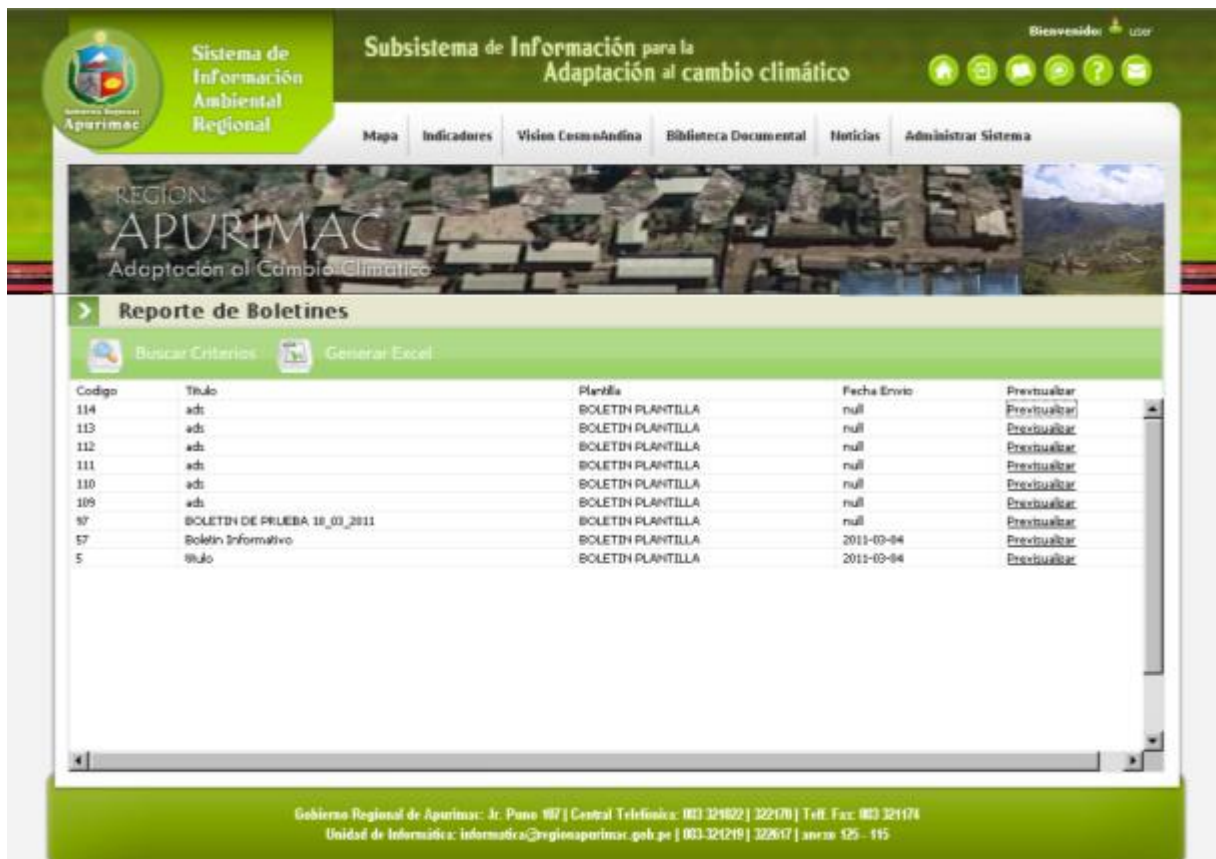 Bienvenido: user
Sistema de
Información
Ambiental
Regional
Subsistema de Información para la
Adaptación al cambio climático
Gobierno Regional
Apurimac
Mapa Indicadores Vision CosmoAndina Biblioteca Documental Noticias Administrar Sistema
REGION
APURIMAC
Adaptación al Cambio Climatico
Reporte de Boletines
Buscar Criterios Generar Excel
Codigo Titulo Plantilla Fecha Envio Previsualizar
114 ads BOLETIN PLANTILLA null Previsualizar
113 ads BOLETIN PLANTILLA null Previsualizar
112 ads BOLETIN PLANTILLA null Previsualizar
111 ads BOLETIN PLANTILLA null Previsualizar
110 ads BOLETIN PLANTILLA null Previsualizar
109 ads BOLETIN PLANTILLA null Previsualizar
97 BOLETIN DE PRUEBA 18_03_2011 BOLETIN PLANTILLA null Previsualizar
57 Boletin Informativo BOLETIN PLANTILLA 2011-03-04 Previsualizar
5 titulo BOLETIN PLANTILLA 2011-03-04 Previsualizar
Gobierno Regional de Apurimac: Jr. Puno 107 | Central Telefónica: 083 321022 | 322170 | Telf. Fax: 083 321174
Unidad de Informática: informatica@regionapurimac.gob.pe | 083-321219 | 322617 | anexo 125 - 115